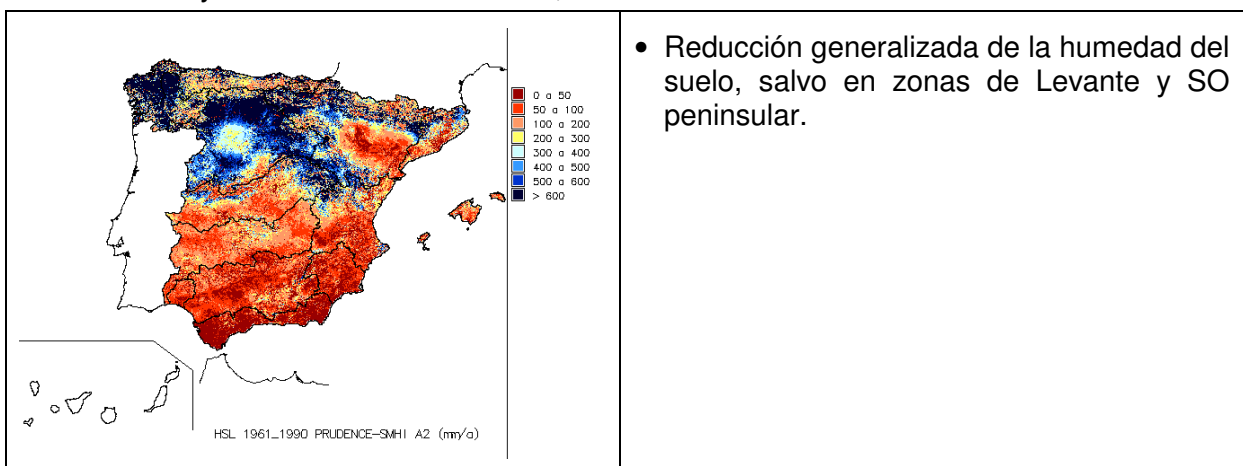 0 a 50
50 a 100
100 a 200
200 a 300
300 a 400
400 a 500
500 a 600
> 600
HSL 1961_1990 PRUDENCE-SMHI A2 (mm/a)
• Reducción generalizada de la humedad del
suelo, salvo en zonas de Levante y SO
peninsular.